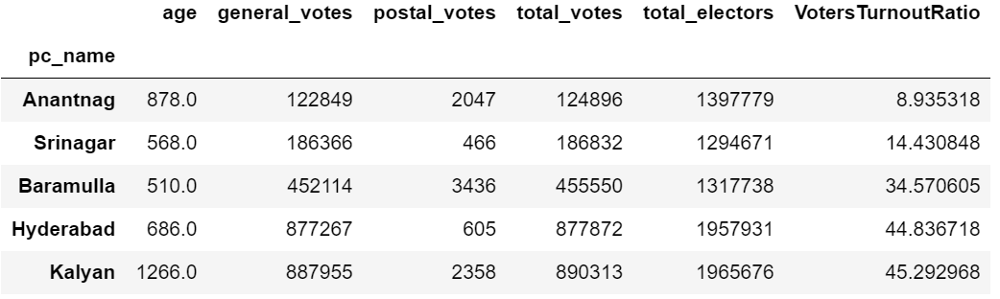 age general_votes postal_votes total_votes total_electors VotersTurnoutRatio
pc_name
Anantnag 878.0 122849 2047 124896 1397779 8.935318
Srinagar 568.0 186366 466 186832 1294671 14.430848
Baramulla 510.0 452114 3436 455550 1317738 34.570605
Hyderabad 686.0 877267 605 877872 1957931 44.836718
Kalyan 1266.0 887955 2358 890313 1965676 45.292968